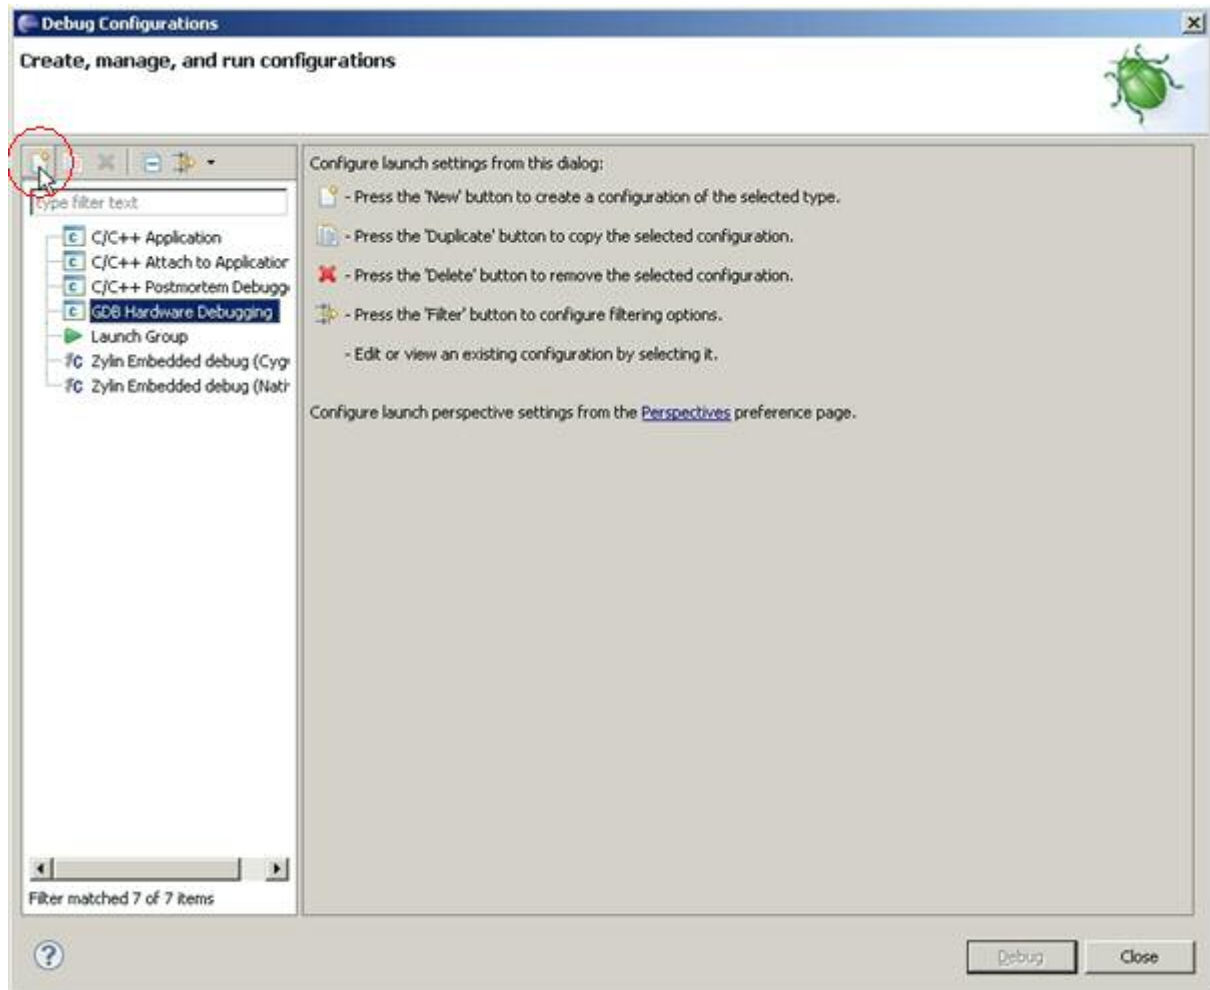 Debug Configurations
Create, manage, and run configurations
type filter text
C/C++ Application
C/C++ Attach to Application
C/C++ Postmortem Debugg
GDB Hardware Debugging
Launch Group
Zylin Embedded debug (Cyg
Zylin Embedded debug (Nati
Filter matched 7 of 7 items
Configure launch settings from this dialog:
- Press the 'New' button to create a configuration of the selected type.
- Press the 'Duplicate' button to copy the selected configuration.
- Press the 'Delete' button to remove the selected configuration.
- Press the 'Filter' button to configure filtering options.
- Edit or view an existing configuration by selecting it.
Configure launch perspective settings from the Perspectives preference page.
Debug
Close